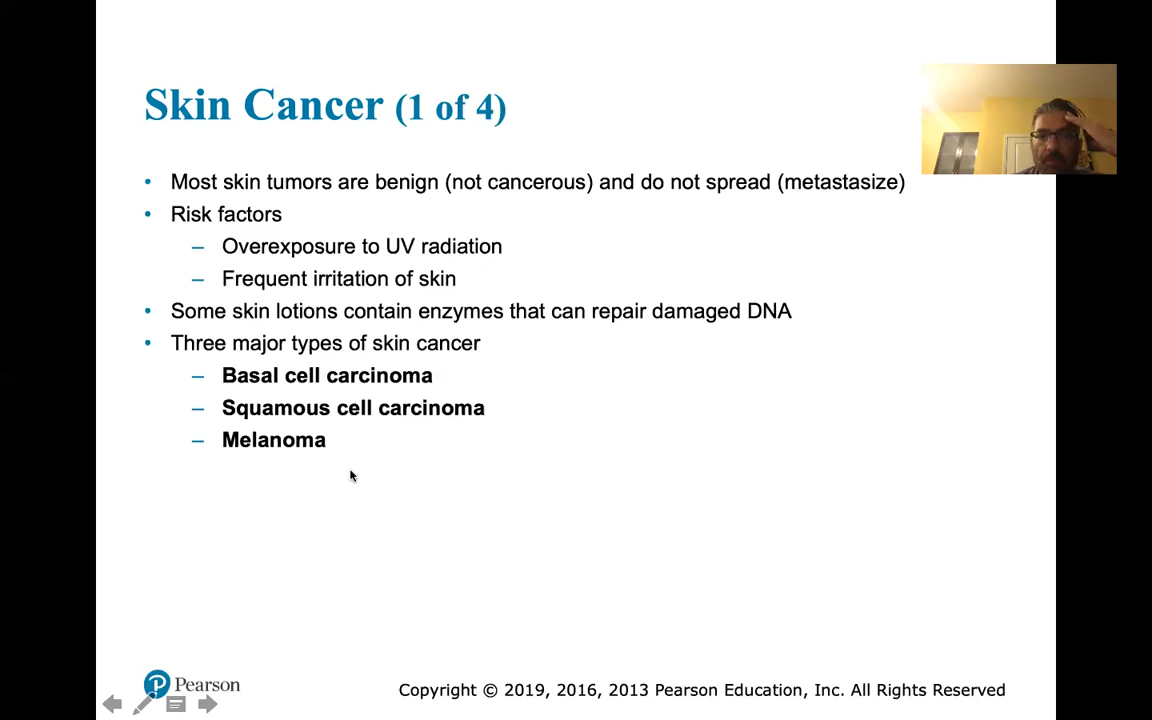 Skin Cancer (1 of 4)
• Most skin tumors are benign (not cancerous) and do not spread (metastasize)
• Risk factors
– Overexposure to UV radiation
– Frequent irritation of skin
• Some skin lotions contain enzymes that can repair damaged DNA
• Three major types of skin cancer
– Basal cell carcinoma
– Squamous cell carcinoma
– Melanoma
P Pearson
Copyright © 2019, 2016, 2013 Pearson Education, Inc. All Rights Reserved